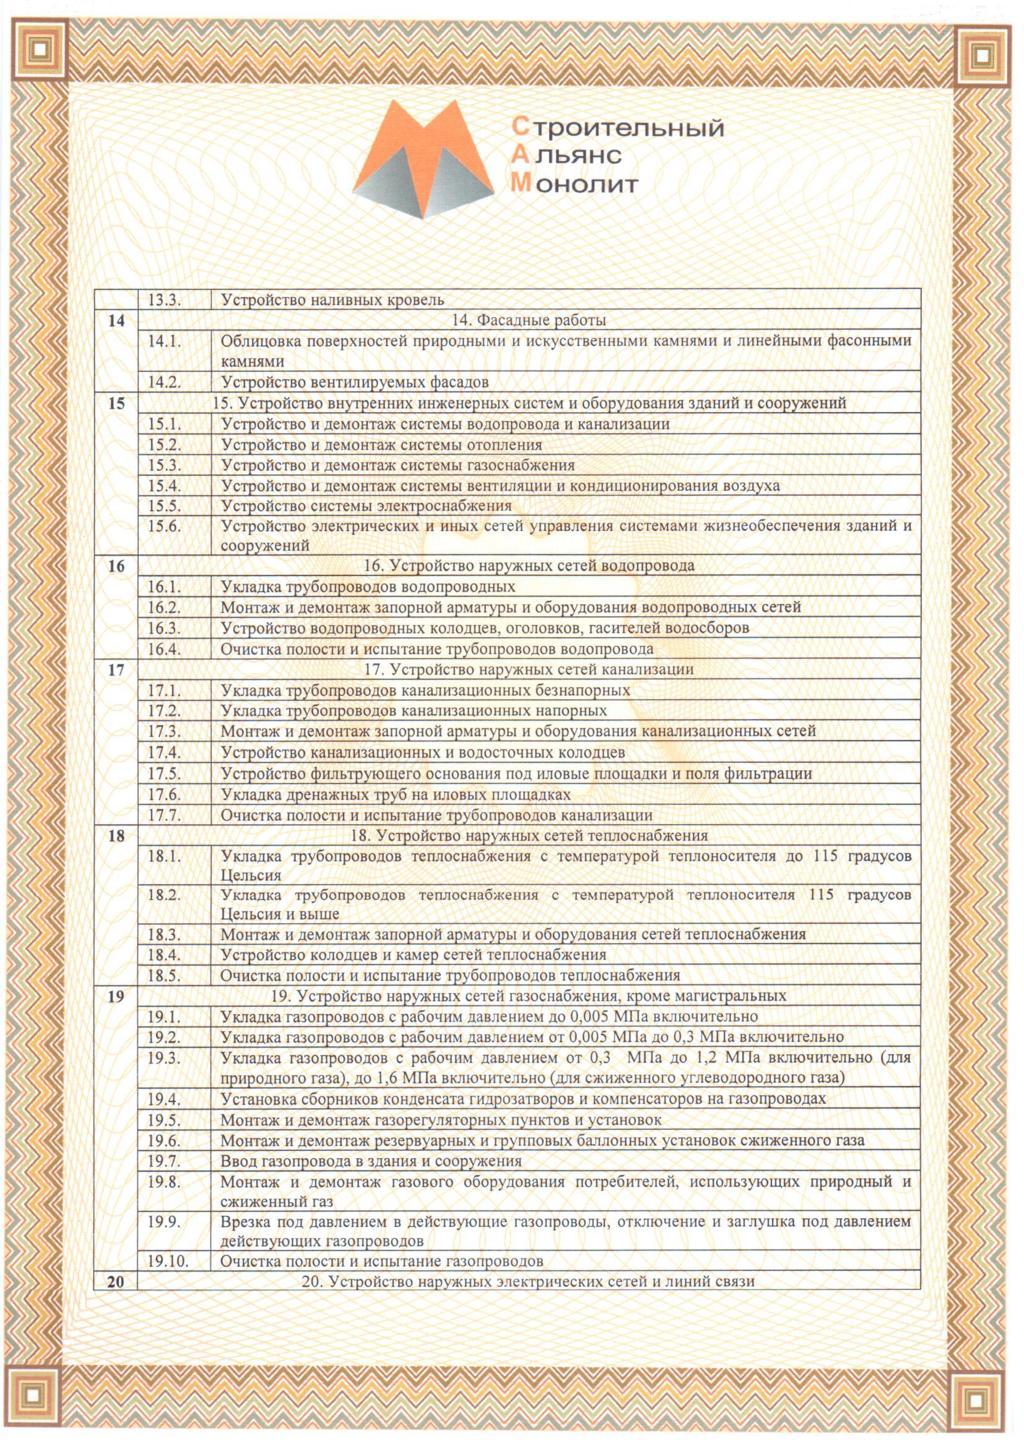 Строительный
Альянс
Монолит
13.3. Устройство наливных кровель
14 14. Фасадные работы
14.1. Облицовка поверхностей природными и искусственными камнями и линейными фасонными
камнями
14.2. Устройство вентилируемых фасадов
15 15. Устройство внутренних инженерных систем и оборудования зданий и сооружений
15.1. Устройство и демонтаж системы водопровода и канализации
15.2. Устройство и демонтаж системы отопления
15.3. Устройство и демонтаж системы газоснабжения
15.4. Устройство и демонтаж системы вентиляции и кондиционирования воздуха
15.5. Устройство системы электроснабжения
15.6. Устройство электрических и иных сетей управления системами жизнеобеспечения зданий и
сооружений
16 16. Устройство наружных сетей водопровода
16.1. Укладка трубопроводов водопроводных
16.2. Монтаж и демонтаж запорной арматуры и оборудования водопроводных сетей
16.3. Устройство водопроводных колодцев, оголовков, гасителей водосборов
16.4. Очистка полости и испытание трубопроводов водопровода
17 17. Устройство наружных сетей канализации
17.1. Укладка трубопроводов канализационных безнапорных
17.2. Укладка трубопроводов канализационных напорных
17.3. Монтаж и демонтаж запорной арматуры и оборудования канализационных сетей
17.4. Устройство канализационных и водосточных колодцев
17.5. Устройство фильтрующего основания под иловые площадки и поля фильтрации
17.6. Укладка дренажных труб на иловых площадках
17.7. Очистка полости и испытание трубопроводов канализации
18 18. Устройство наружных сетей теплоснабжения
18.1. Укладка трубопроводов теплоснабжения с температурой теплоносителя до 115 градусов
Цельсия
18.2. Укладка трубопроводов теплоснабжения с температурой теплоносителя 115 градусов
Цельсия и выше
18.3. Монтаж и демонтаж запорной арматуры и оборудования сетей теплоснабжения
18.4. Устройство колодцев и камер сетей теплоснабжения
18.5. Очистка полости и испытание трубопроводов теплоснабжения
19 19. Устройство наружных сетей газоснабжения, кроме магистральных
19.1. Укладка газопроводов с рабочим давлением до 0,005 МПа включительно
19.2. Укладка газопроводов с рабочим давлением от 0,005 МПа до 0,3 МПа включительно
19.3. Укладка газопроводов с рабочим давлением от 0,3 МПа до 1,2 МПа включительно (для
природного газа), до 1,6 МПа включительно (для сжиженного углеводородного газа)
19.4. Установка сборников конденсата гидрозатворов и компенсаторов на газопроводах
19.5. Монтаж и демонтаж газорегуляторных пунктов и установок
19.6. Монтаж и демонтаж резервуарных и групповых баллонных установок сжиженного газа
19.7. Ввод газопровода в здания и сооружения
19.8. Монтаж и демонтаж газового оборудования потребителей, использующих природный и
сжиженный газ
19.9. Врезка под давлением в действующие газопроводы, отключение и заглушка под давлением
действующих газопроводов
19.10. Очистка полости и испытание газопроводов
20 20. Устройство наружных электрических сетей и линий связи